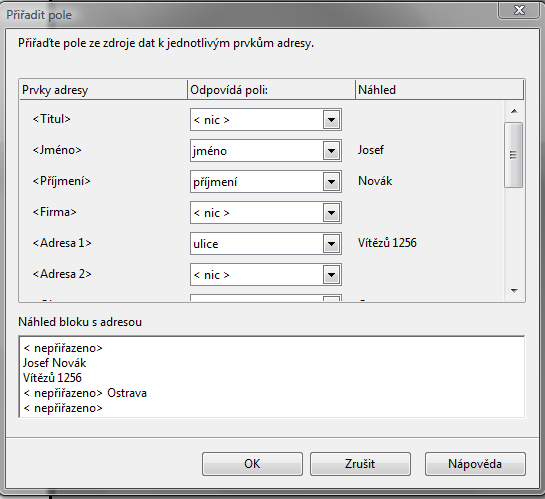 Přiřadit pole
Přiřaďte pole ze zdroje dat k jednotlivým prvkům adresy.
Prvky adresy Odpovídá poli: Náhled
<Titul> < nic >
<Jméno> jméno Josef
<Příjmení> příjmení Novák
<Firma> < nic >
<Adresa 1> ulice Vítězů 1256
<Adresa 2> < nic >
Náhled bloku s adresou
< nepřiřazeno>
Josef Novák
Vítězů 1256
< nepřiřazeno> Ostrava
< nepřiřazeno>
OK Zrušit Nápověda